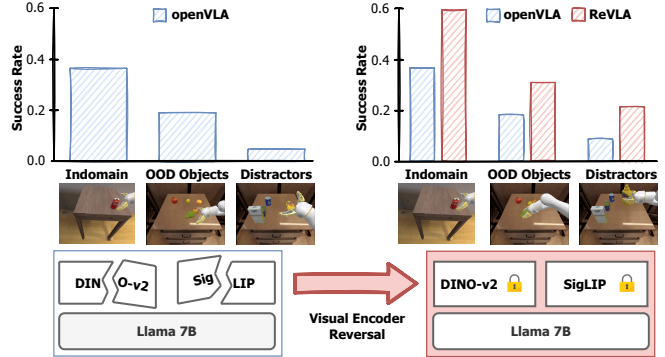 openVLA
Success Rate
0.6
0.4
0.2
0.0
Indomain OOD Objects Distractors
openVLA ReVLA
Success Rate
0.6
0.4
0.2
0.0
Indomain OOD Objects Distractors
DIN O-v2 Sig LIP
Llama 7B
Visual Encoder
Reversal
DINO-v2 SigLIP
Llama 7B